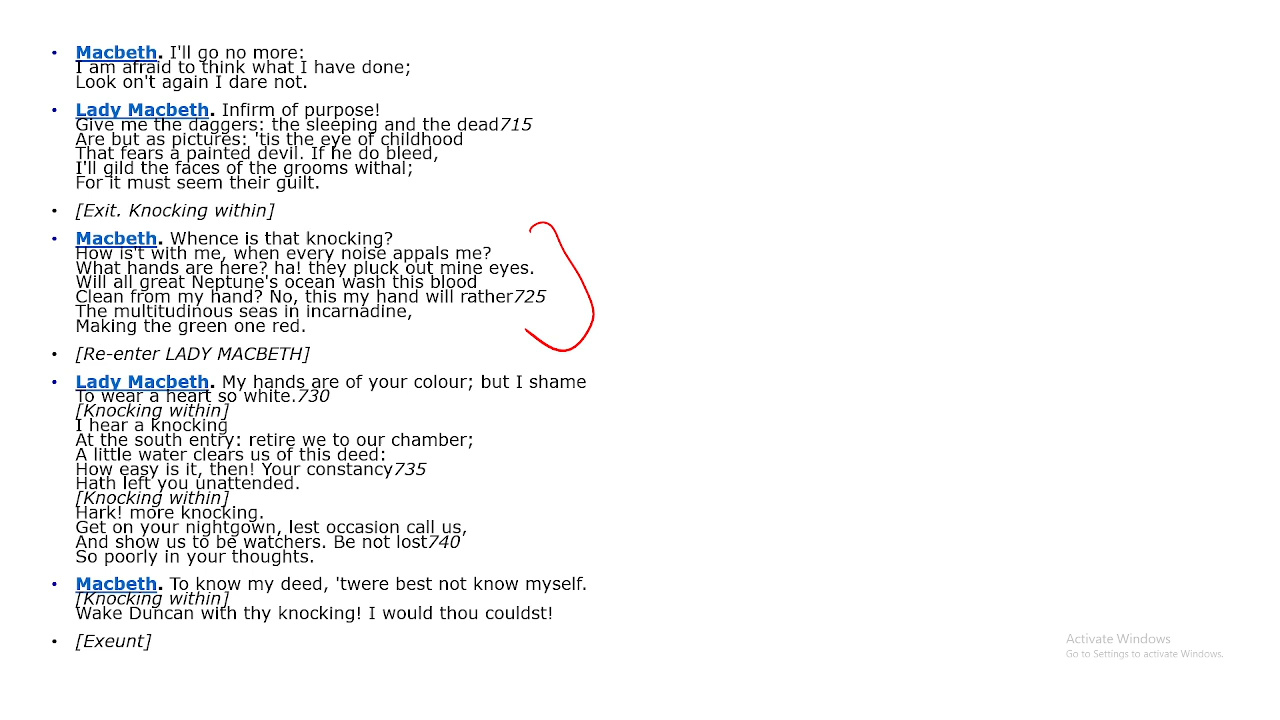 • Macbeth. I'll go no more:
I am afraid to think what I have done;
Look on't again I dare not.
• Lady Macbeth. Infirm of purpose!
Give me the daggers: the sleeping and the dead715
Are but as pictures: 'tis the eye of childhood
That fears a painted devil. If he do bleed,
I'll gild the faces of the grooms withal;
For it must seem their guilt.
• [Exit. Knocking within]
• Macbeth. Whence is that knocking?
How is't with me, when every noise appals me?
What hands are here? ha! they pluck out mine eyes.
Will all great Neptune's ocean wash this blood
Clean from my hand? No, this my hand will rather725
The multitudinous seas in incarnadine,
Making the green one red.
• [Re-enter LADY MACBETH]
• Lady Macbeth. My hands are of your colour; but I shame
To wear a heart so white.730
[Knocking within]
I hear a knocking
At the south entry: retire we to our chamber;
A little water clears us of this deed:
How easy is it, then! Your constancy735
Hath left you unattended.
[Knocking within]
Hark! more knocking.
Get on your nightgown, lest occasion call us,
And show us to be watchers. Be not lost740
So poorly in your thoughts.
• Macbeth. To know my deed, 'twere best not know myself.
[Knocking within]
Wake Duncan with thy knocking! I would thou couldst!
• [Exeunt]
Activate Windows
Go to Settings to activate Windows.